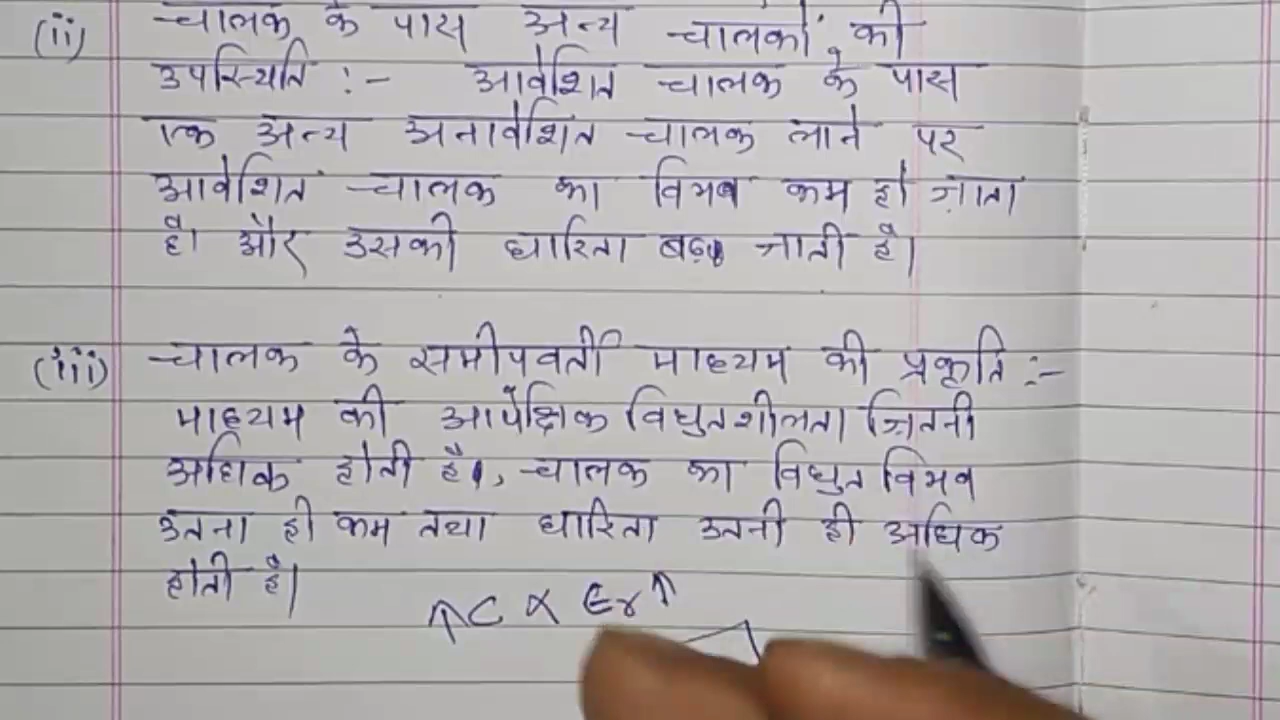 (ii) चालक के पास अन्य चालकों की
उपस्थिति :- आवेशित चालक के पास
एक अन्य अनावेशित चालक लाने पर
आवेशित चालक का विभव कम हो जाता
है। और उसकी धारिता बढ़ जाती है।
(iii) चालक के समीपवर्ती माध्यम की प्रकृति :-
माध्यम की आपेक्षिक विधुतशीलता जितनी
अधिक होती है।, चालक का विधुत विभव
उतना ही कम तथा धारिता उतनी ही अधिक
होती है।
↑C ∝ ∈r↑